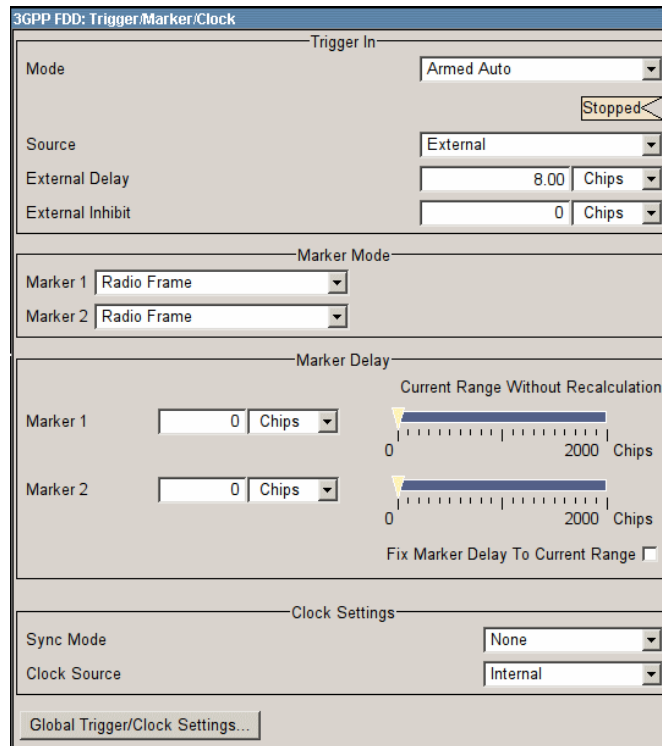 3GPP FDD: Trigger/Marker/Clock
Trigger In
Mode Armed Auto
Stopped
Source External
External Delay 8.00 Chips
External Inhibit 0 Chips
Marker Mode
Marker 1 Radio Frame
Marker 2 Radio Frame
Marker Delay
Current Range Without Recalculation
Marker 1 0 Chips
0 2000 Chips
Marker 2 0 Chips
0 2000 Chips
Fix Marker Delay To Current Range
Clock Settings
Sync Mode None
Clock Source Internal
Global Trigger/Clock Settings...